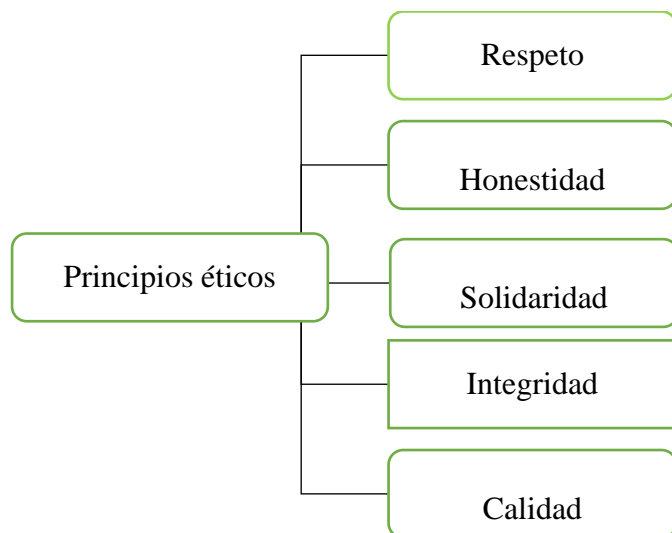 Principios éticos
Respeto
Honestidad
Solidaridad
Integridad
Calidad